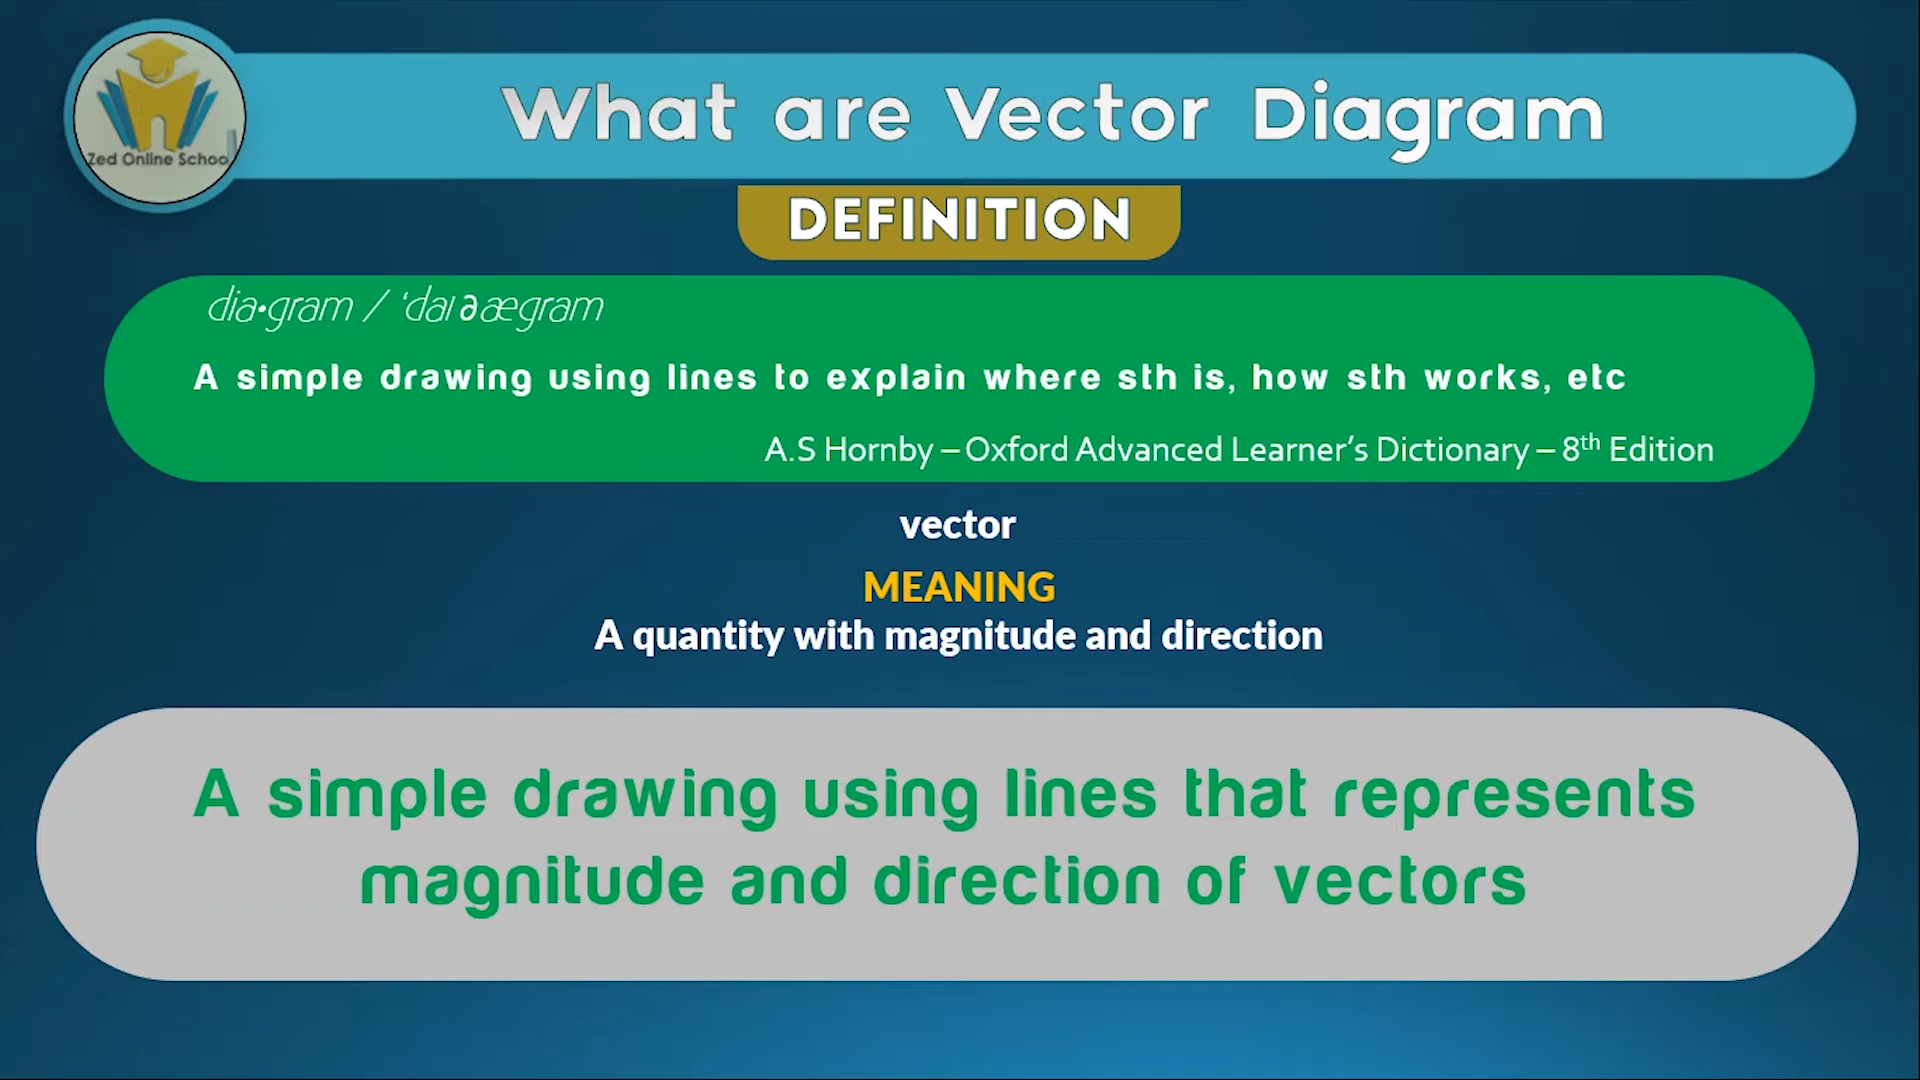 Zed Online School
What are Vector Diagram
DEFINITION
dia•gram / ‘daɪəægram
A simple drawing using lines to explain where sth is, how sth works, etc
A.S Hornby – Oxford Advanced Learner’s Dictionary – 8th Edition
vector
MEANING
A quantity with magnitude and direction
A simple drawing using lines that represents
magnitude and direction of vectors